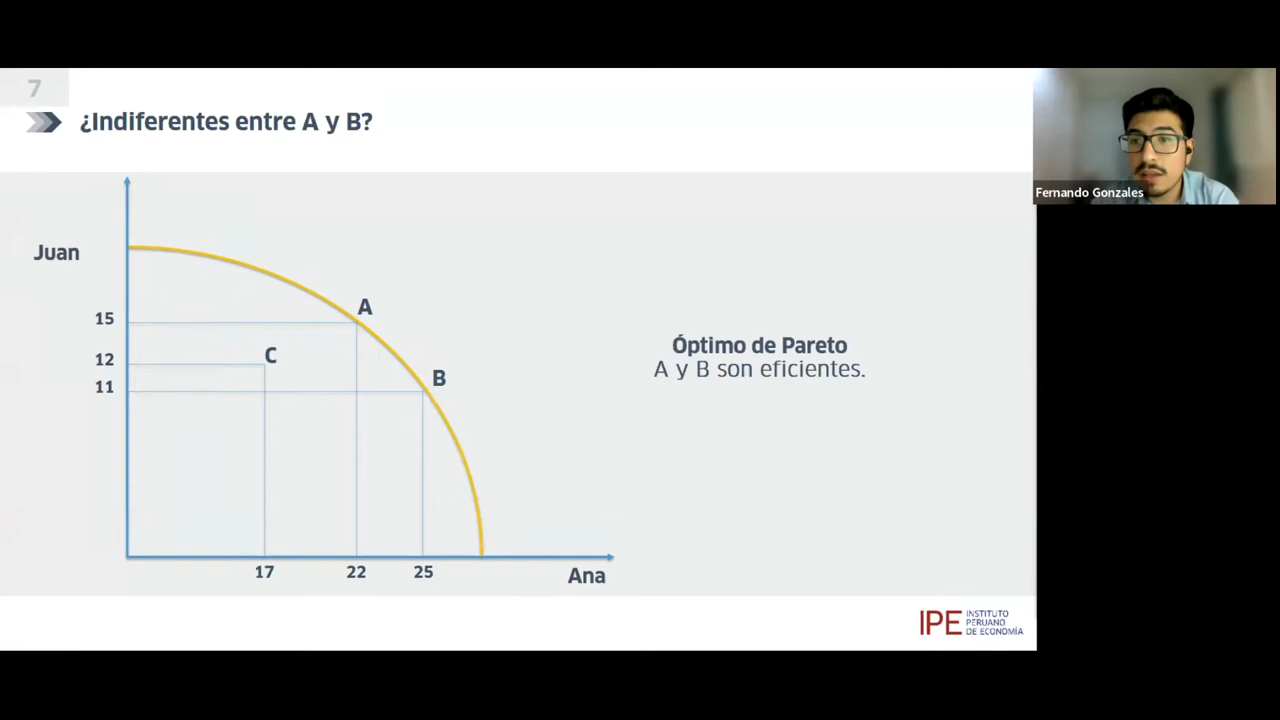 7
¿Indiferentes entre A y B?
Fernando Gonzales
Juan
15
12
11
A
C
B
17
22
25
Ana
Óptimo de Pareto
A y B son eficientes.
IPE
INSTITUTO
PERUANO
DE ECONOMÍA